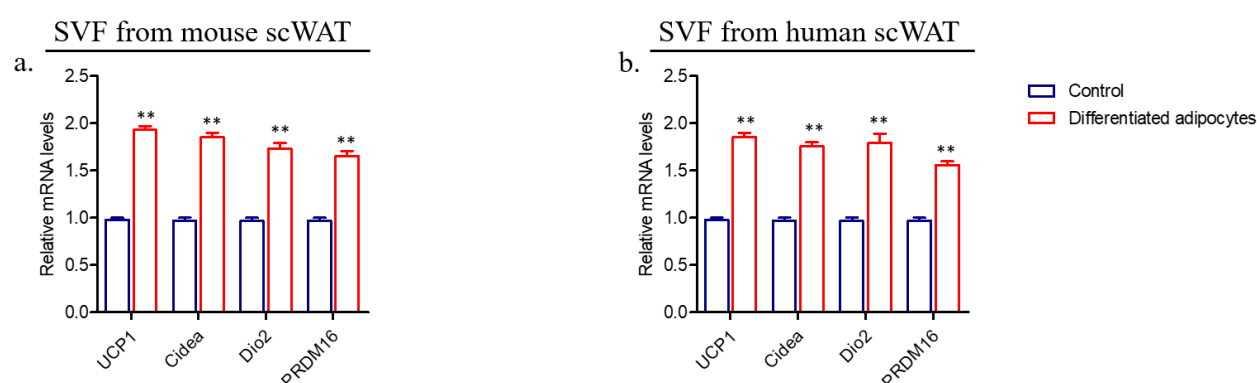 SVF from mouse scWAT
SVF from human scWAT
a.
b.
Relative mRNA levels
2.5
2.0
1.5
1.0
0.5
0.0
** ** ** **
UCP1
Cidea
Dio2
PRDM16
Relative mRNA levels
2.5
2.0
1.5
1.0
0.5
0.0
** ** ** **
UCP1
Cidea
Dio2
PRDM16
Control
Differentiated adipocytes